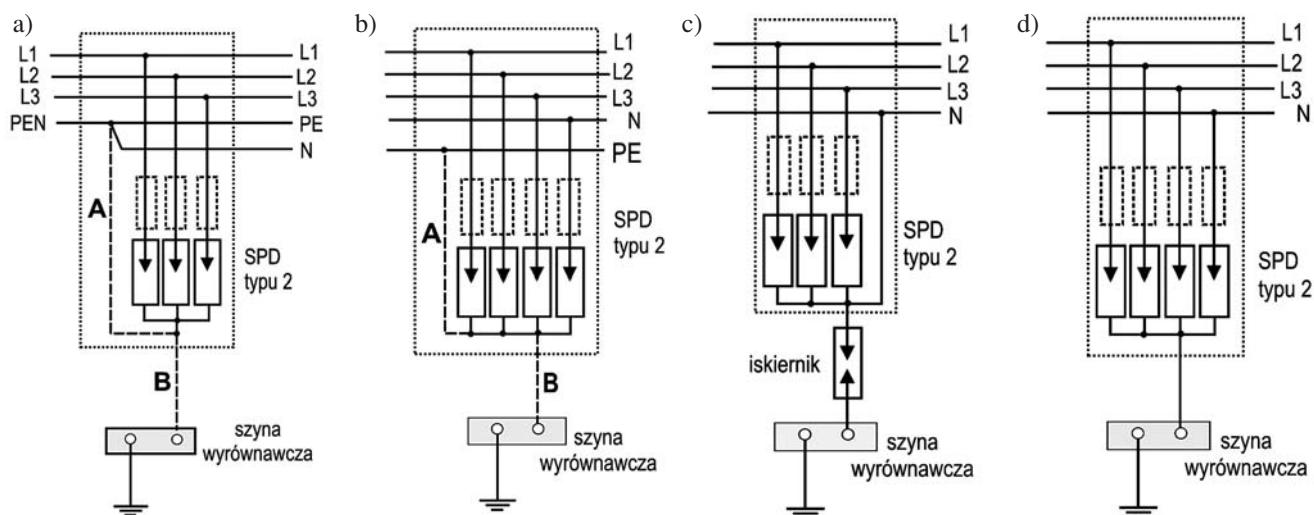 a)
L1
L2
L3
PEN
L1
L2
L3
PE
N
A
SPD
typu 2
B
szyna
wyrównawcza
b)
L1
L2
L3
N
PE
A
SPD
typu 2
B
szyna
wyrównawcza
c)
L1
L2
L3
N
SPD
typu 2
iskiernik
szyna
wyrównawcza
d)
L1
L2
L3
N
SPD
typu 2
szyna
wyrównawcza